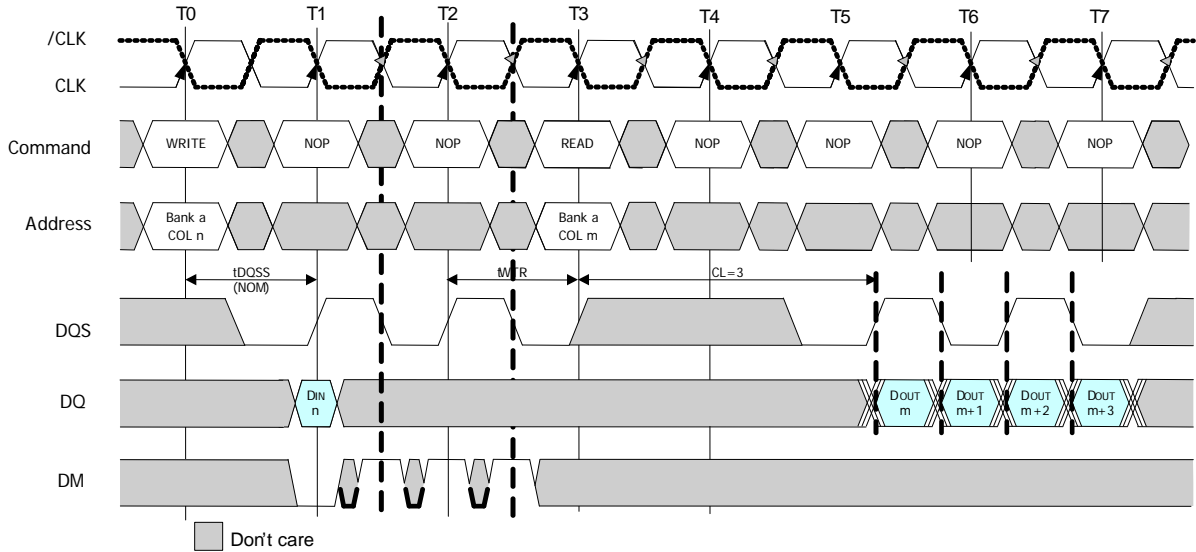 T0 T1 T2 T3 T4 T5 T6 T7
/CLK
CLK
Command WRITE NOP NOP READ NOP NOP NOP NOP
Address Bank a COL n Bank a COL m
tDQSS (NOM) tWTR CL=3
DQS
DQ DIN n DOUT m DOUT m+1 DOUT m+2 DOUT m+3
DM
Don't care